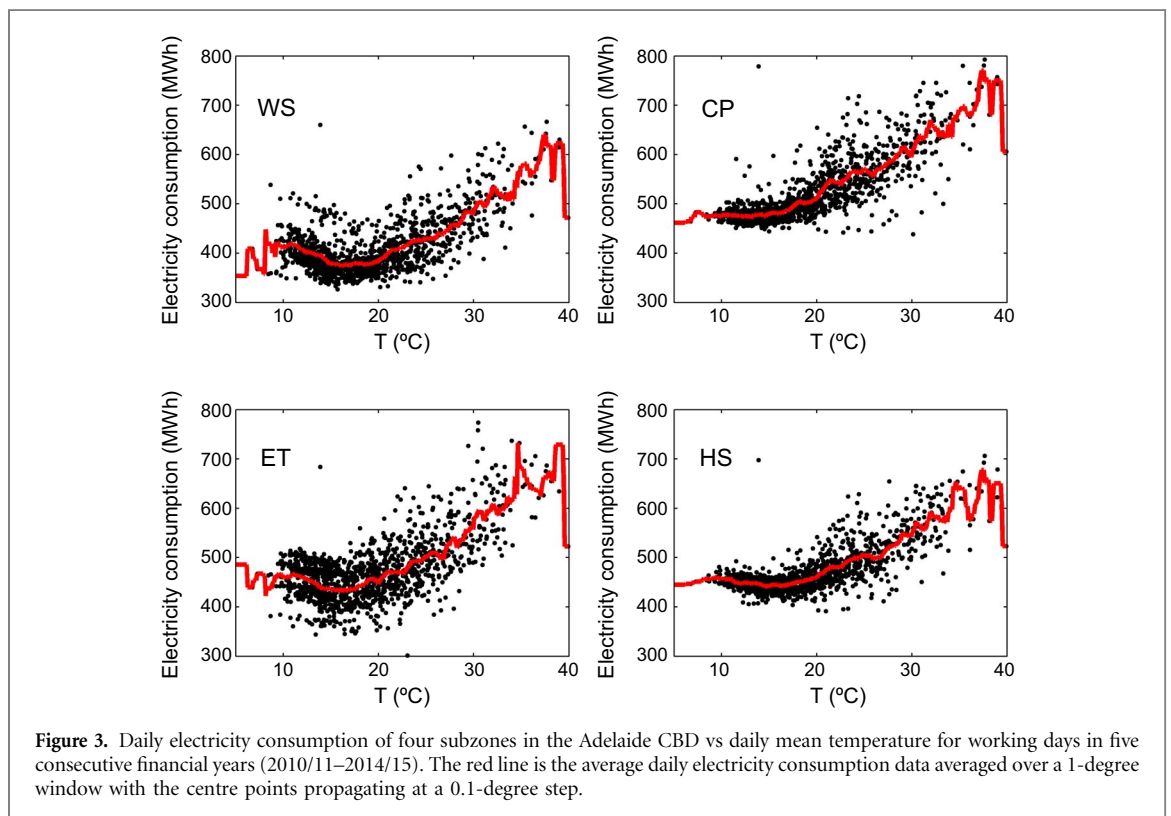 Electricity consumption (MWh)
800
700
600
500
400
300
WS
10 20 30 40
T (ºC)
Electricity consumption (MWh)
800
700
600
500
400
300
CP
10 20 30 40
T (ºC)
Electricity consumption (MWh)
800
700
600
500
400
300
ET
10 20 30 40
T (ºC)
Electricity consumption (MWh)
800
700
600
500
400
300
HS
10 20 30 40
T (ºC)
Figure 3. Daily electricity consumption of four subzones in the Adelaide CBD vs daily mean temperature for working days in five
consecutive financial years (2010/11–2014/15). The red line is the average daily electricity consumption data averaged over a 1-degree
window with the centre points propagating at a 0.1-degree step.